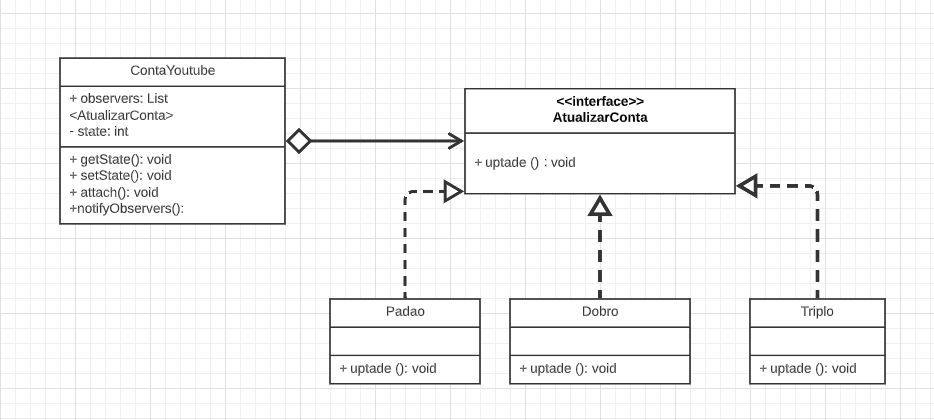 ContaYoutube
+ observers: List
<AtualizarConta>
- state: int
+ getState(): void
+ setState(): void
+ attach(): void
+notifyObservers():
<<interface>>
AtualizarConta
+ uptade () : void
Padao
+ uptade (): void
Dobro
+ uptade (): void
Triplo
+ uptade (): void